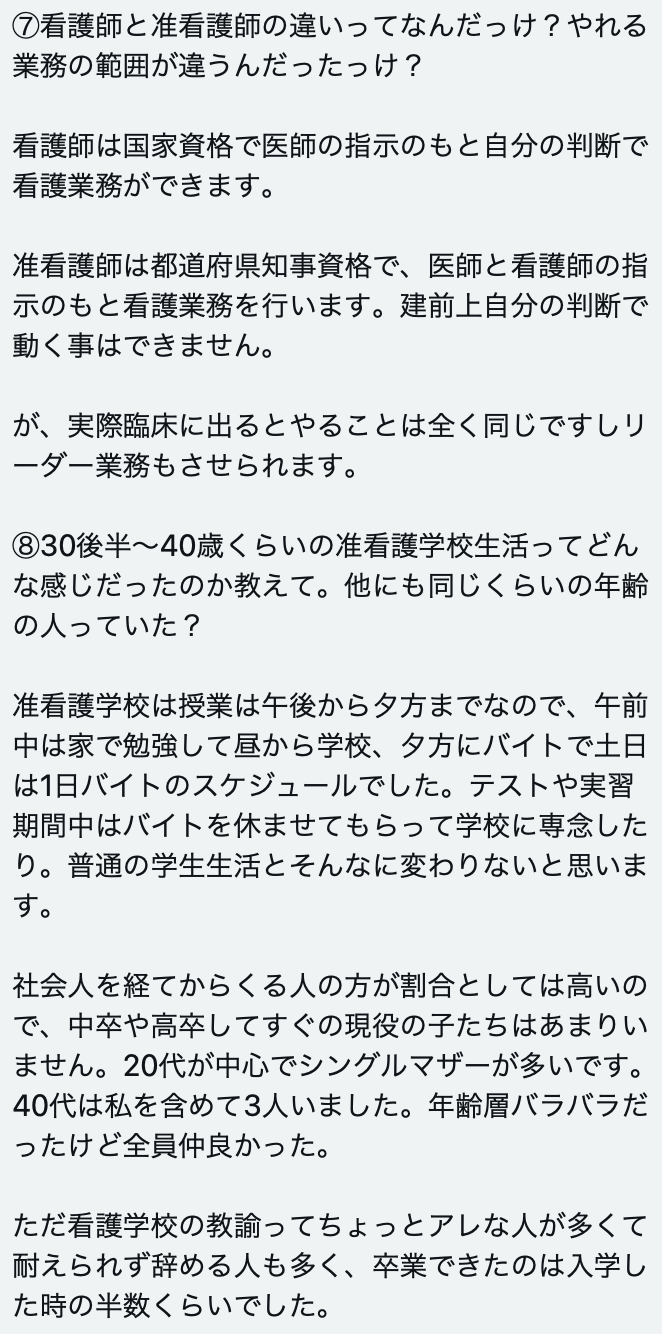 ⑦看護師と准看護師の違いってなんだっけ？やれる
業務の範囲が違うんだったっけ？
看護師は国家資格で医師の指示のもと自分の判断で
看護業務ができます。
准看護師は都道府県知事資格で、医師と看護師の指
示のもと看護業務を行います。建前上自分の判断で
動く事はできません。
が、実際臨床に出るとやることは全く同じですしリ
ーダー業務もさせられます。
⑧30後半〜40歳くらいの准看護学校生活ってどん
な感じだったのか教えて。他にも同じくらいの年齢
の人っていた？
准看護学校は授業は午後から夕方までなので、午前
中は家で勉強して昼から学校、夕方にバイトで土日
は1日バイトのスケジュールでした。テストや実習
期間中はバイトを休ませてもらって学校に専念した
り。普通の学生生活とそんなに変わりないと思いま
す。
社会人を経てからくる人の方が割合としては高いの
で、中卒や高卒してすぐの現役の子たちはあまりい
ません。20代が中心でシングルマザーが多いです。
40代は私を含めて3人いました。年齢層バラバラだ
ったけど全員仲良かった。
ただ看護学校の教諭ってちょっとアレな人が多くて
耐えられず辞める人も多く、卒業できたのは入学し
た時の半数くらいでした。